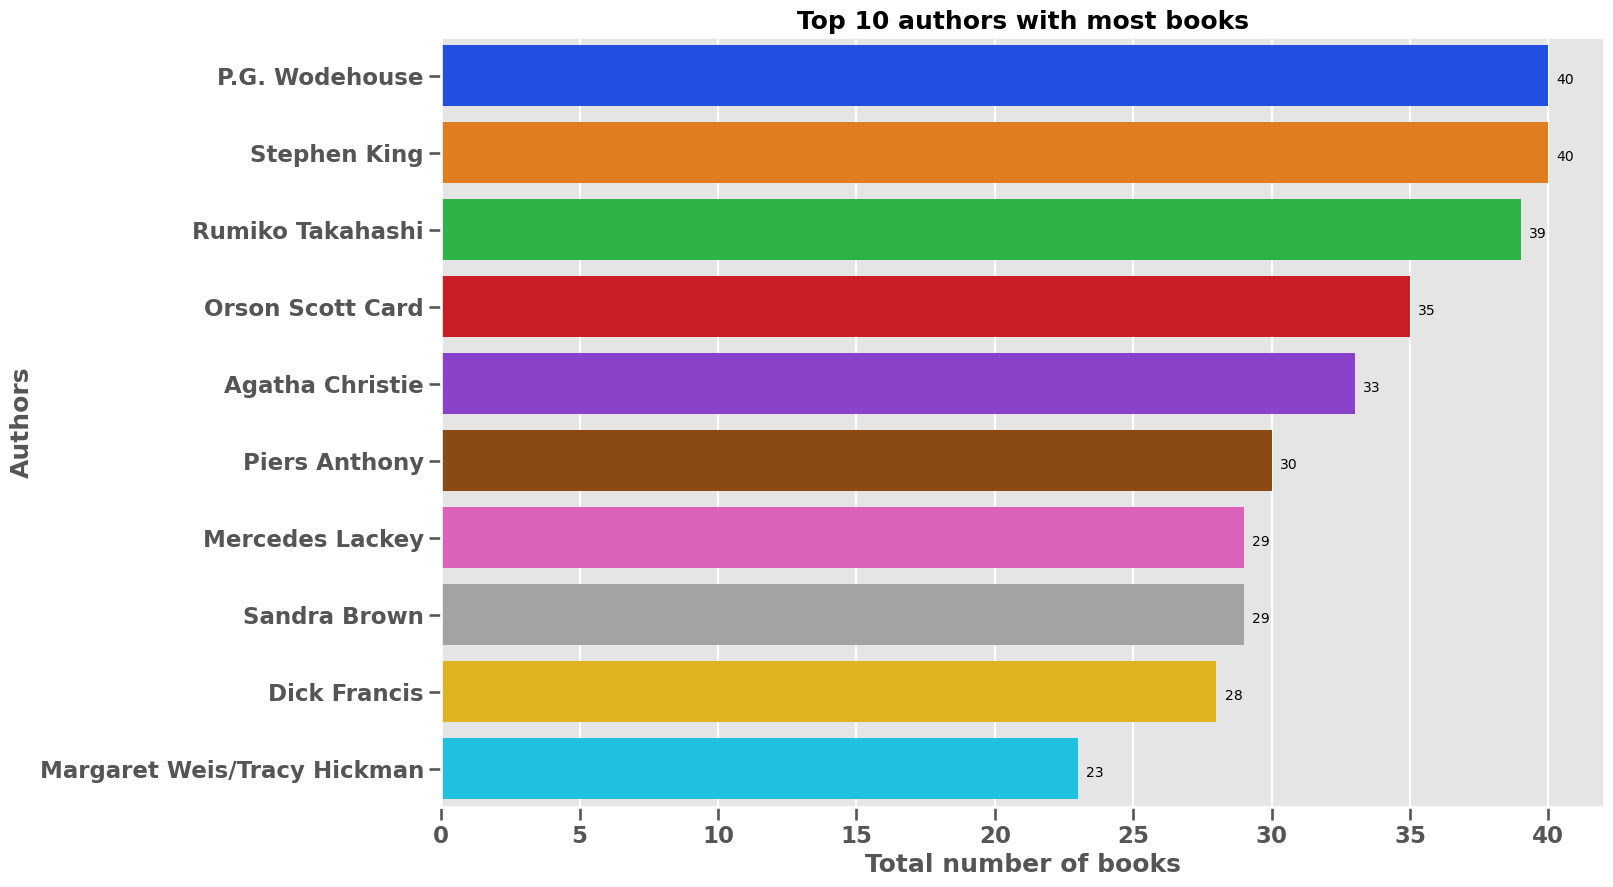 Top 10 authors with most books
P.G. Wodehouse 40
Stephen King 40
Rumiko Takahashi 39
Orson Scott Card 35
Agatha Christie 33
Piers Anthony 30
Mercedes Lackey 29
Sandra Brown 29
Dick Francis 28
Margaret Weis/Tracy Hickman 23
Authors
0 5 10 15 20 25 30 35 40
Total number of books